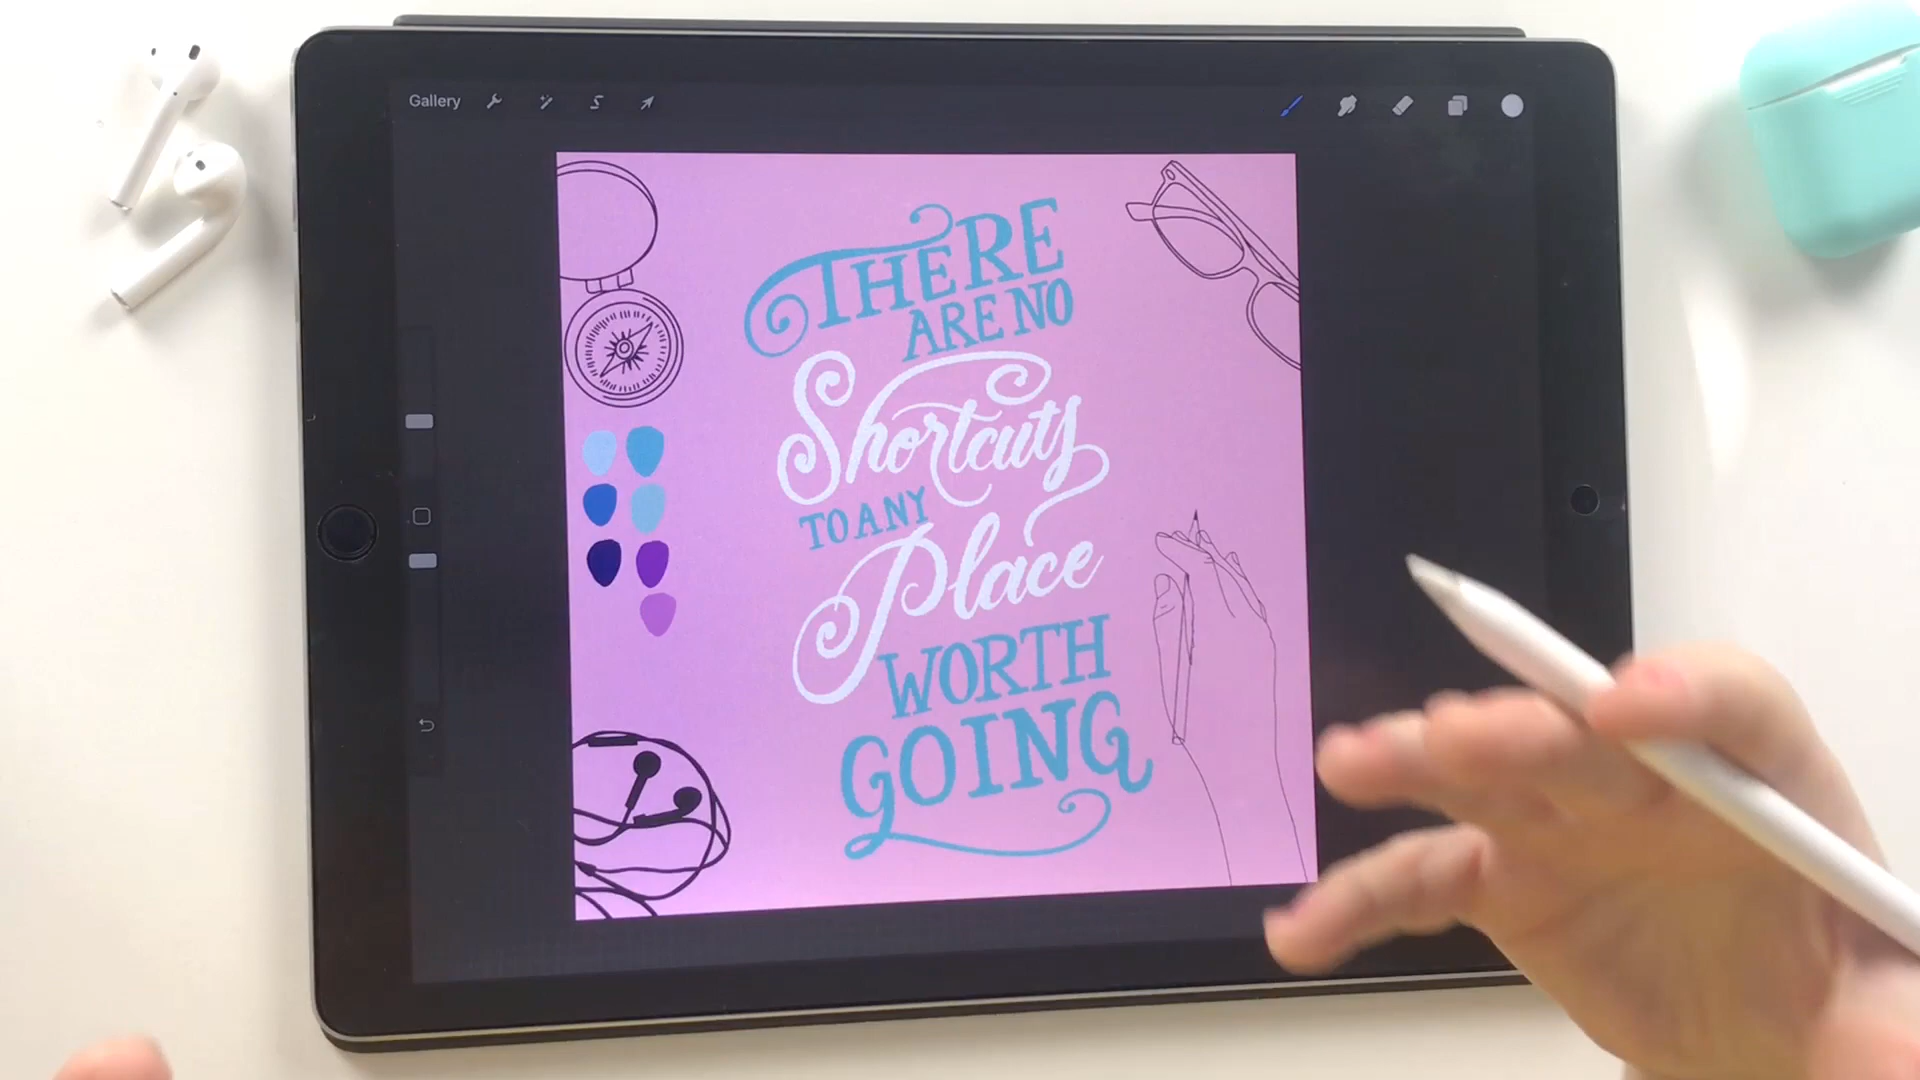 Gallery
THERE
ARE NO
Shortcuts
TO ANY
Place
WORTH
GOING